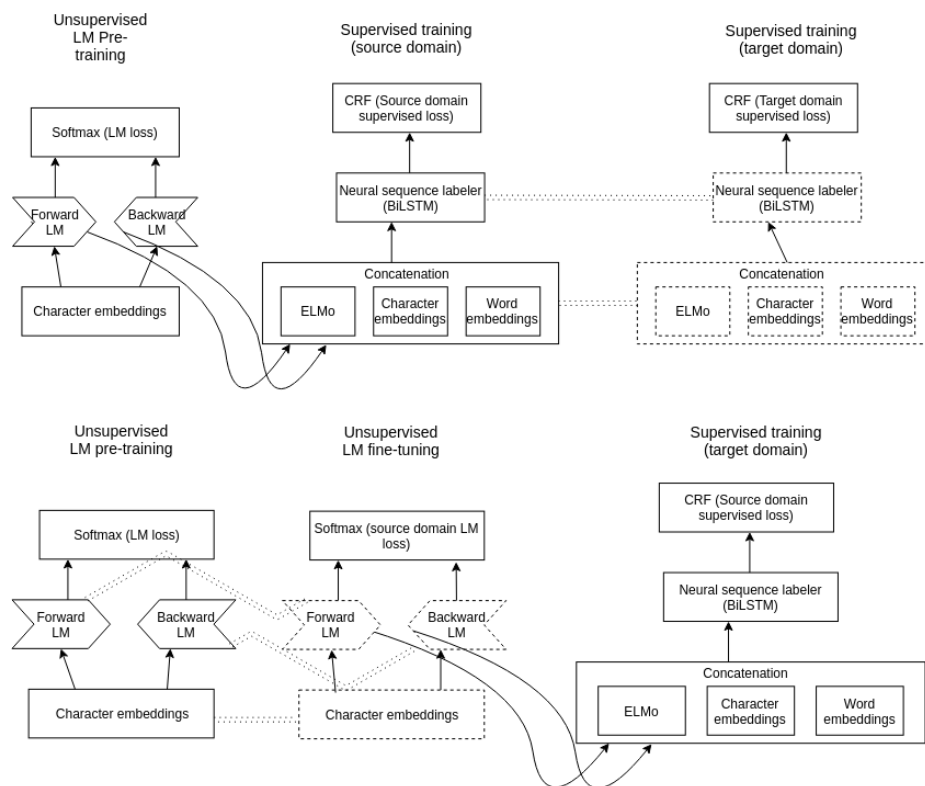 Unsupervised
LM Pre-
training
Supervised training
(source domain)
Supervised training
(target domain)
CRF (Source domain
supervised loss)
CRF (Target domain
supervised loss)
Softmax (LM loss)
Neural sequence labeler
(BiLSTM)
Neural sequence labeler
(BiLSTM)
Forward
LM
Backward
LM
Concatenation
Concatenation
Character embeddings
ELMo
Character
embeddings
Word
embeddings
ELMo
Character
embeddings
Word
embeddings
Unsupervised
LM pre-training
Unsupervised
LM fine-tuning
Supervised training
(target domain)
CRF (Source domain
supervised loss)
Softmax (LM loss)
Softmax (source domain LM
loss)
Neural sequence labeler
(BiLSTM)
Forward
LM
Backward
LM
Forward
LM
Backward
LM
Concatenation
Character embeddings
Character embeddings
ELMo
Character
embeddings
Word
embeddings